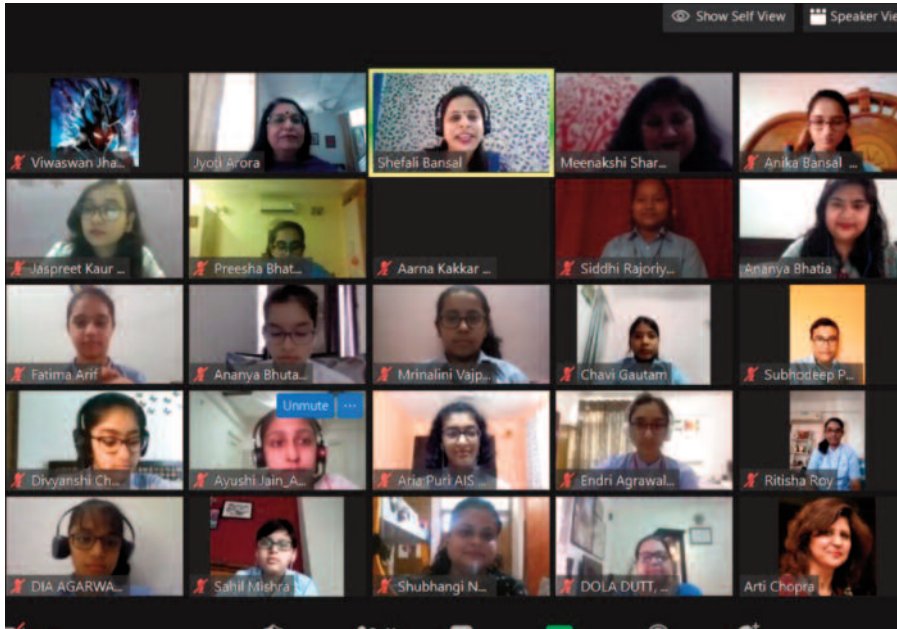 Show Self View
Speaker Vie
Viwaswan Jha...
Jyoti Arora
Shefali Bansal
Meenakshi Shar...
Anika Bansal ...
Jaspreet Kaur ...
Preesha Bhat...
Aarna Kakkar ...
Siddhi Rajoriy...
Ananya Bhatia
Fatima Arif
Ananya Bhuta...
Mrinalini Vajp...
Chavi Gautam
Subhodeep P...
Unmute ...
Divyanshi Ch...
Ayushi Jain_A...
Aria Puri AIS ...
Endri Agrawal...
Ritisha Roy
DIA AGARWA...
Sahil Mishra
Shubhangi N...
DOLA DUTT, ...
Arti Chopra